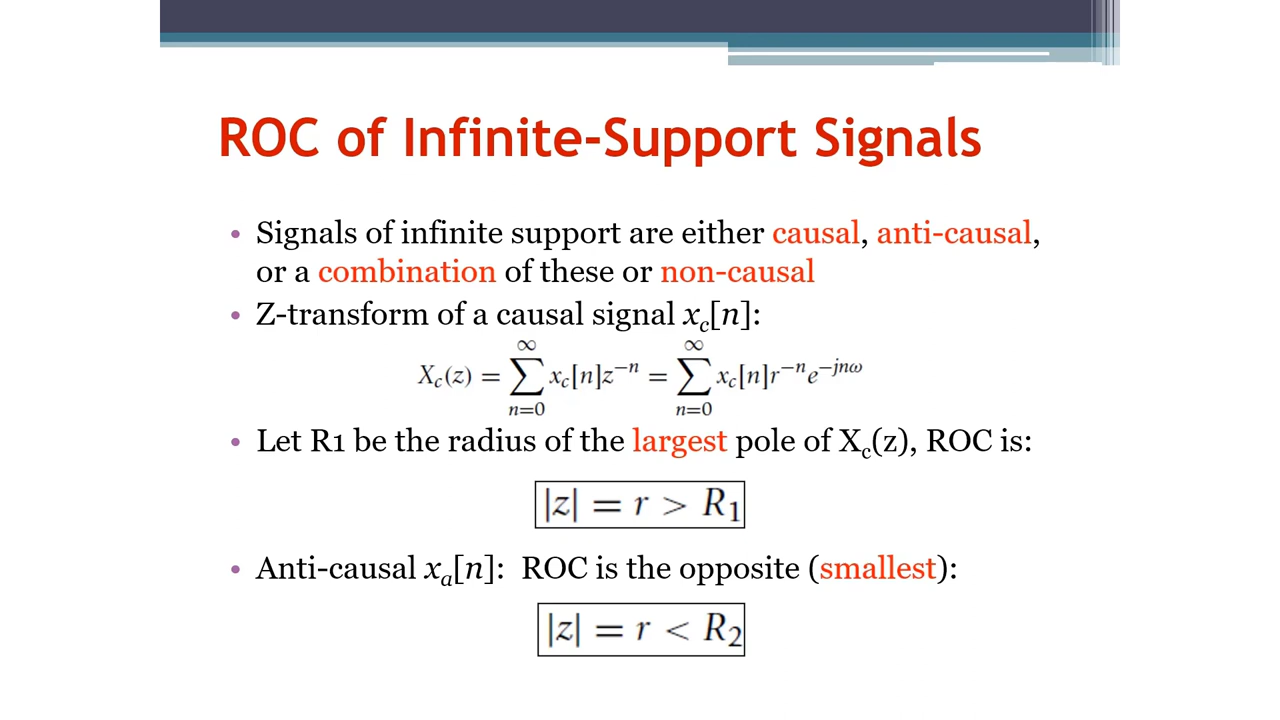 ROC of Infinite-Support Signals
• Signals of infinite support are either causal, anti-causal,
or a combination of these or non-causal
• Z-transform of a causal signal x_c[n]:
X_c(z) = ∑_{n=0}^{∞} x_c[n]z^{−n} = ∑_{n=0}^{∞} x_c[n]r^{−n}e^{−jnω}
• Let R1 be the radius of the largest pole of X_c(z), ROC is:
|z| = r > R_1
• Anti-causal x_a[n]: ROC is the opposite (smallest):
|z| = r < R_2